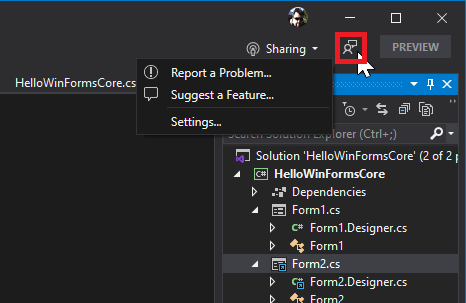 Sharing
PREVIEW
Report a Problem...
Suggest a Feature...
Settings...
HelloWinFormsCore.cs
Search Solution Explorer (Ctrl+;)
Solution 'HelloWinFormsCore' (2 of 2 p
C# HelloWinFormsCore
Dependencies
Form1.cs
C# Form1.Designer.cs
Form1
Form2.cs
C# Form2.Designer.cs
Form2